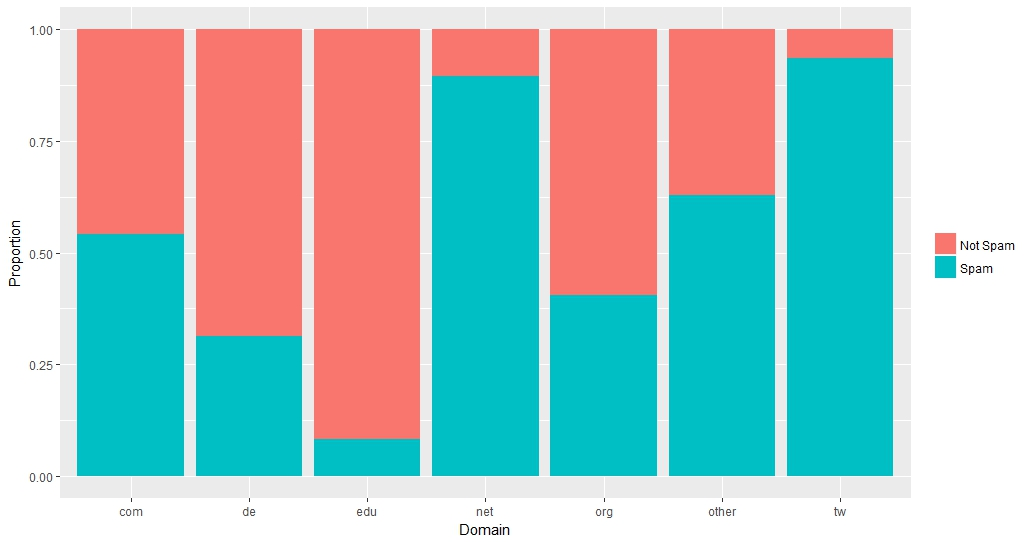 1.00
0.75
0.50
0.25
0.00
Proportion
com de edu net org other tw
Domain
Not Spam
Spam